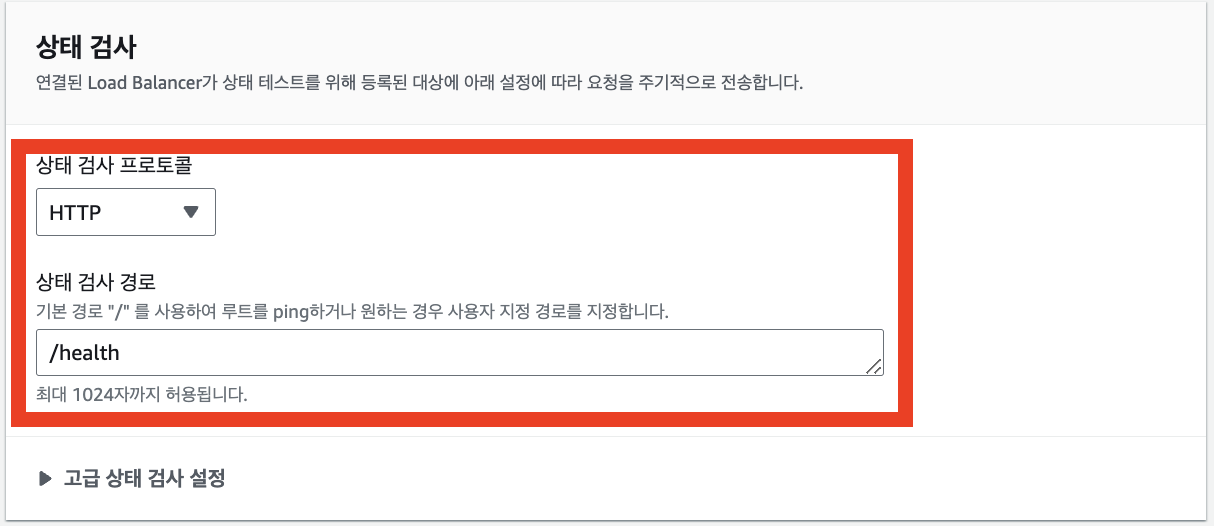 상태 검사
연결된 Load Balancer가 상태 테스트를 위해 등록된 대상에 아래 설정에 따라 요청을 주기적으로 전송합니다.
상태 검사 프로토콜
HTTP
상태 검사 경로
기본 경로 "/" 를 사용하여 루트를 ping하거나 원하는 경우 사용자 지정 경로를 지정합니다.
/health
최대 1024자까지 허용됩니다.
고급 상태 검사 설정